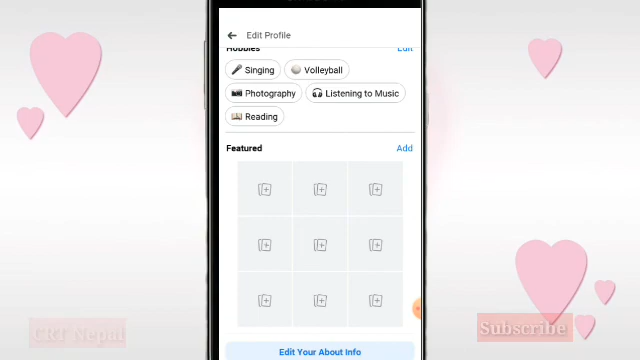 Edit Profile
Hobbies Edit
Singing Volleyball
Photography Listening to Music
Reading
Featured Add
CRT Nepal Subscribe
Edit Your About Info